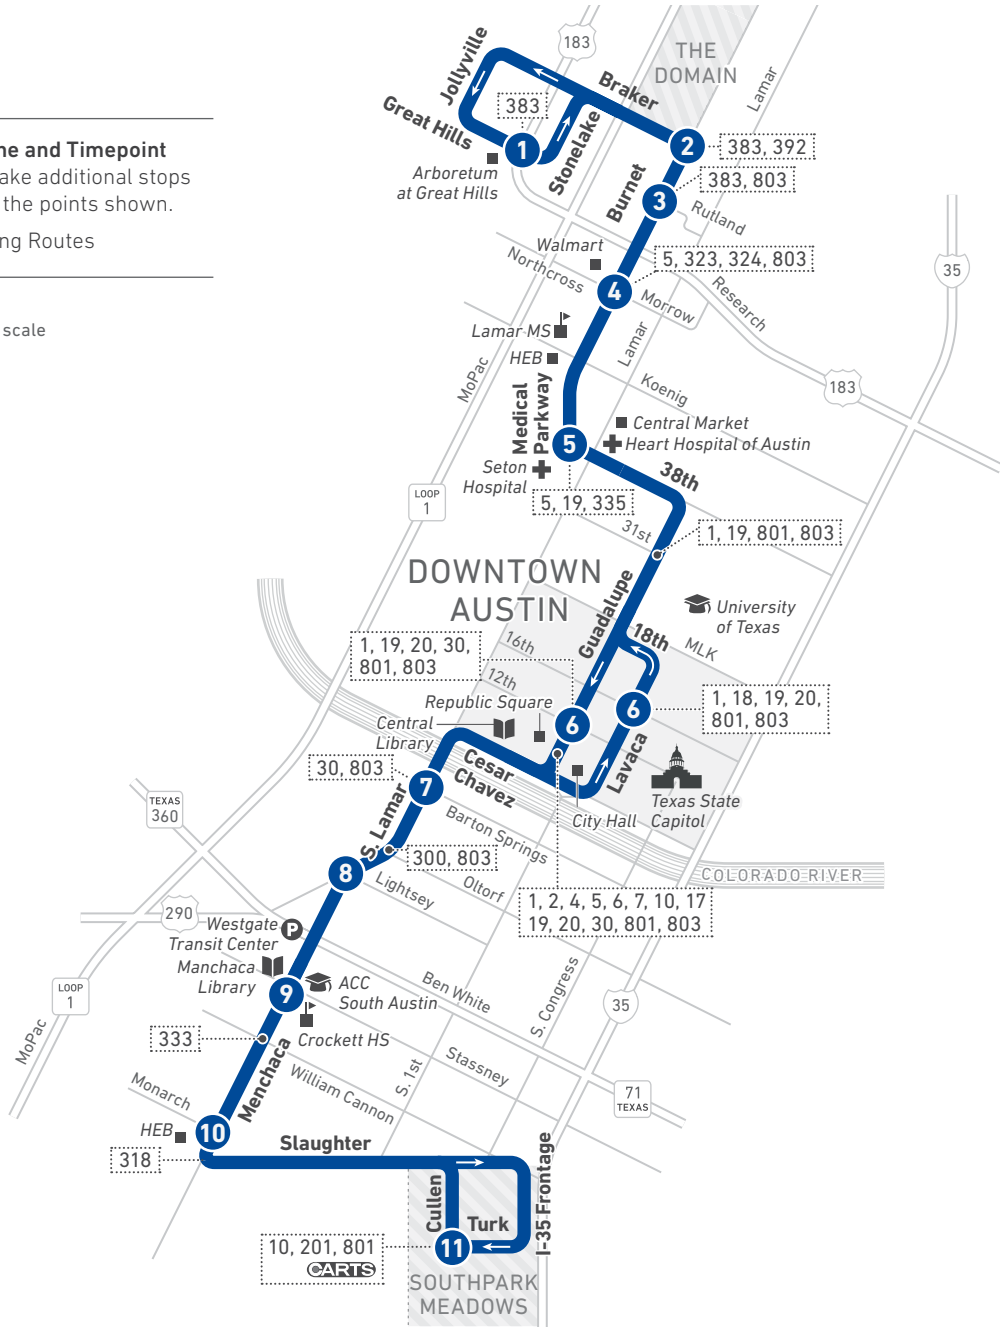 183
THE
DOMAIN
Jollyville
Braker
Lamar
383
Great Hills
Stonelake
1
2
383, 392
ne and Timepoint
ake additional stops
the points shown.
ng Routes
scale
Arboretum
at Great Hills
Burnet
383, 803
3
Rutland
Walmart
Northcross
5, 323, 324, 803
35
4
Morrow
Research
Lamar MS
Lamar
HEB
MoPac
Koenig
183
Medical
Parkway
Central Market
5
Heart Hospital of Austin
Seton
Hospital
38th
LOOP
1
5, 19, 335
31st
1, 19, 801, 803
DOWNTOWN
AUSTIN
Guadalupe
University
of Texas
1, 19, 20, 30,
801, 803
16th
18th
MLK
12th
Republic Square
6
6
1, 18, 19, 20,
801, 803
Central
Library
Cesar
Chavez
Lavaca
30, 803
7
Texas State
Capitol
City Hall
TEXAS
360
S. Lamar
Barton Springs
300, 803
8
Lightsey
Oltorf
COLORADO RIVER
1, 2, 4, 5, 6, 7, 10, 17
19, 20, 30, 801, 803
290
Westgate
Transit Center
P
Manchaca
Library
ACC
South Austin
Ben White
S. Congress
LOOP
1
9
35
Crockett HS
333
MoPac
Menchaca
William Cannon
S. 1st
Stassney
Monarch
71
TEXAS
HEB
10
Slaughter
318
I-35 Frontage
Cullen
Turk
10, 201, 801
CARTS
11
SOUTHPARK
MEADOWS